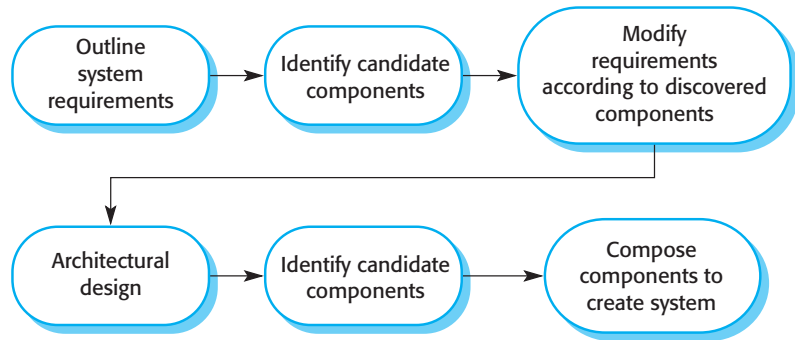 Outline
system
requirements
Identify candidate
components
Modify
requirements
according to discovered
components
Architectural
design
Identify candidate
components
Compose
components to
create system